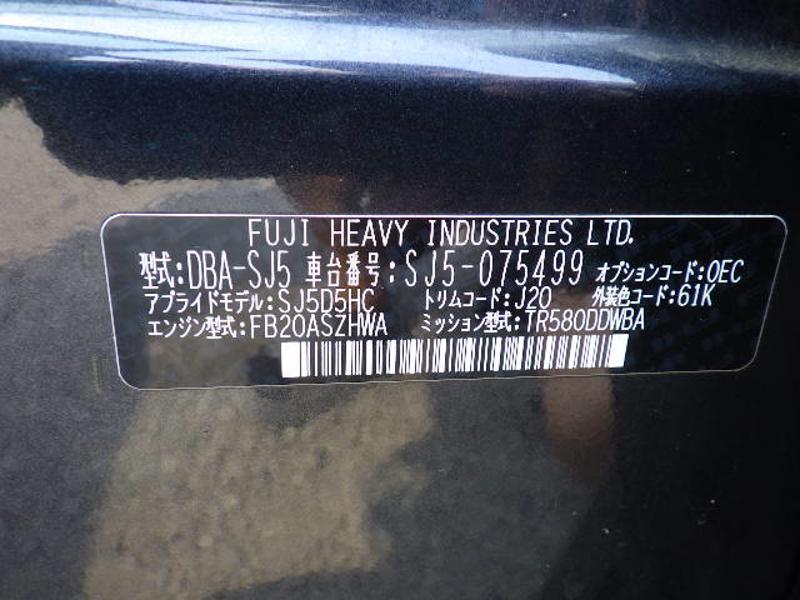 FUJI HEAVY INDUSTRIES LTD.
型式:DBA-SJ5 車台番号:SJ5-075499 オプションコード:OEC
アプライドモデル:SJ5D5HC トリムコード:J20 外装色コード:61K
エンジン型式:FB20ASZHWA ミッション型式:TR580DDWBA